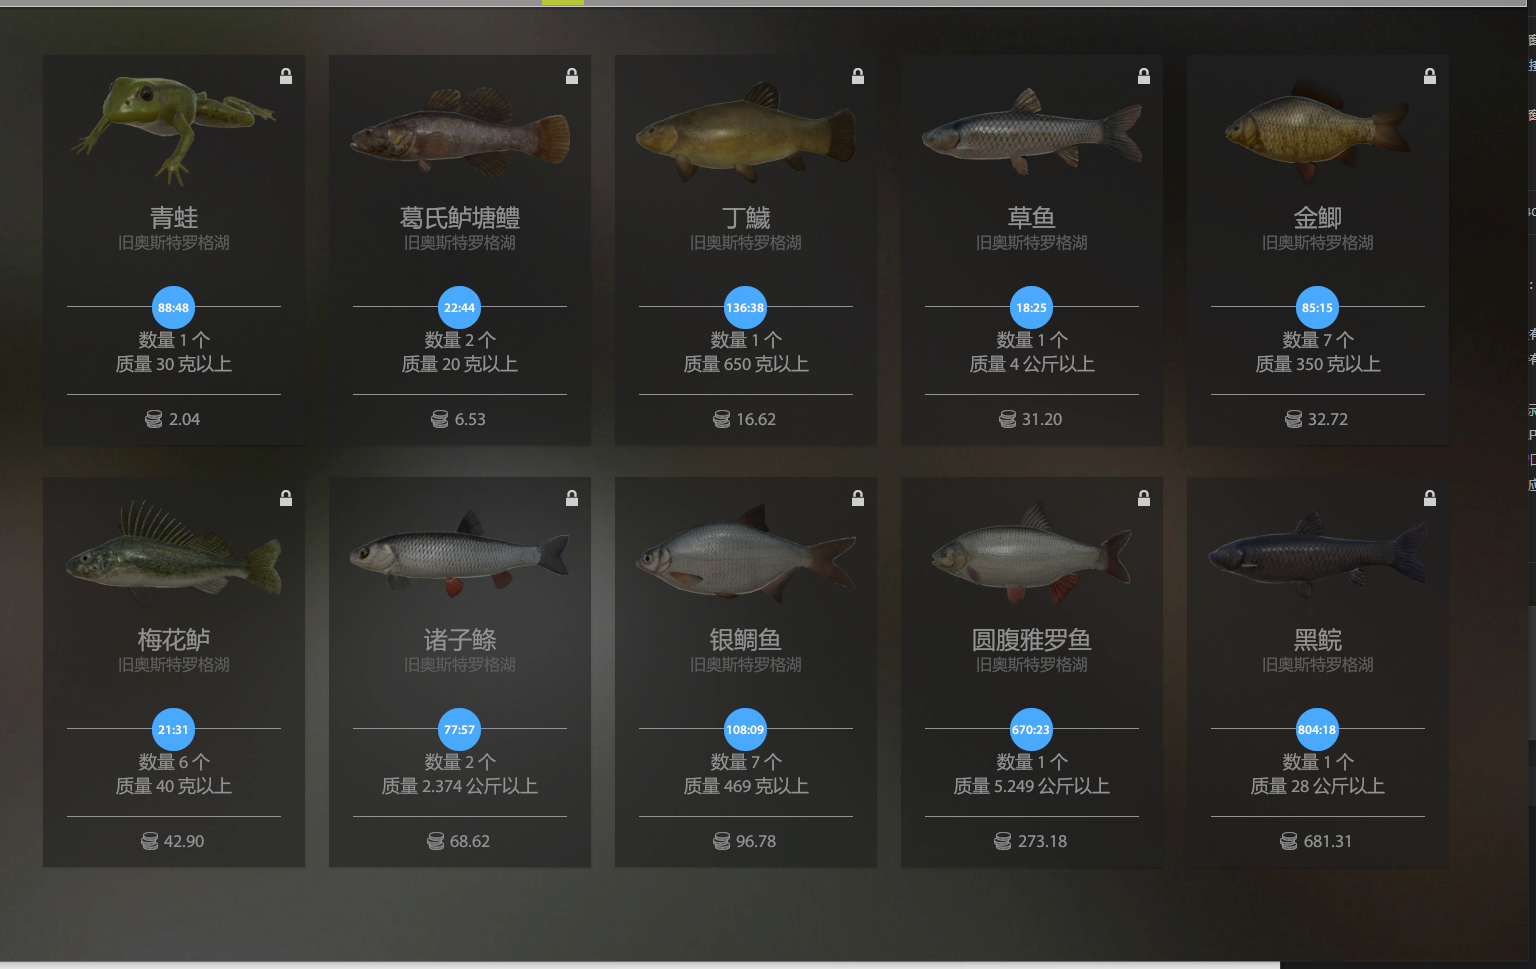 青蛙
旧奥斯特罗格湖
88:48
数量 1 个
质量 30 克以上
2.04
葛氏鲈塘鳢
旧奥斯特罗格湖
22:44
数量 2 个
质量 20 克以上
6.53
丁鱥
旧奥斯特罗格湖
136:38
数量 1 个
质量 650 克以上
16.62
草鱼
旧奥斯特罗格湖
18:25
数量 1 个
质量 4 公斤以上
31.20
金鲫
旧奥斯特罗格湖
85:15
数量 7 个
质量 350 克以上
32.72
梅花鲈
旧奥斯特罗格湖
21:31
数量 6 个
质量 40 克以上
42.90
诸子鲦
旧奥斯特罗格湖
77:57
数量 2 个
质量 2.374 公斤以上
68.62
银鲷鱼
旧奥斯特罗格湖
108:09
数量 7 个
质量 469 克以上
96.78
圆腹雅罗鱼
旧奥斯特罗格湖
670:23
数量 1 个
质量 5.249 公斤以上
273.18
黑鲩
旧奥斯特罗格湖
804:18
数量 1 个
质量 28 公斤以上
681.31